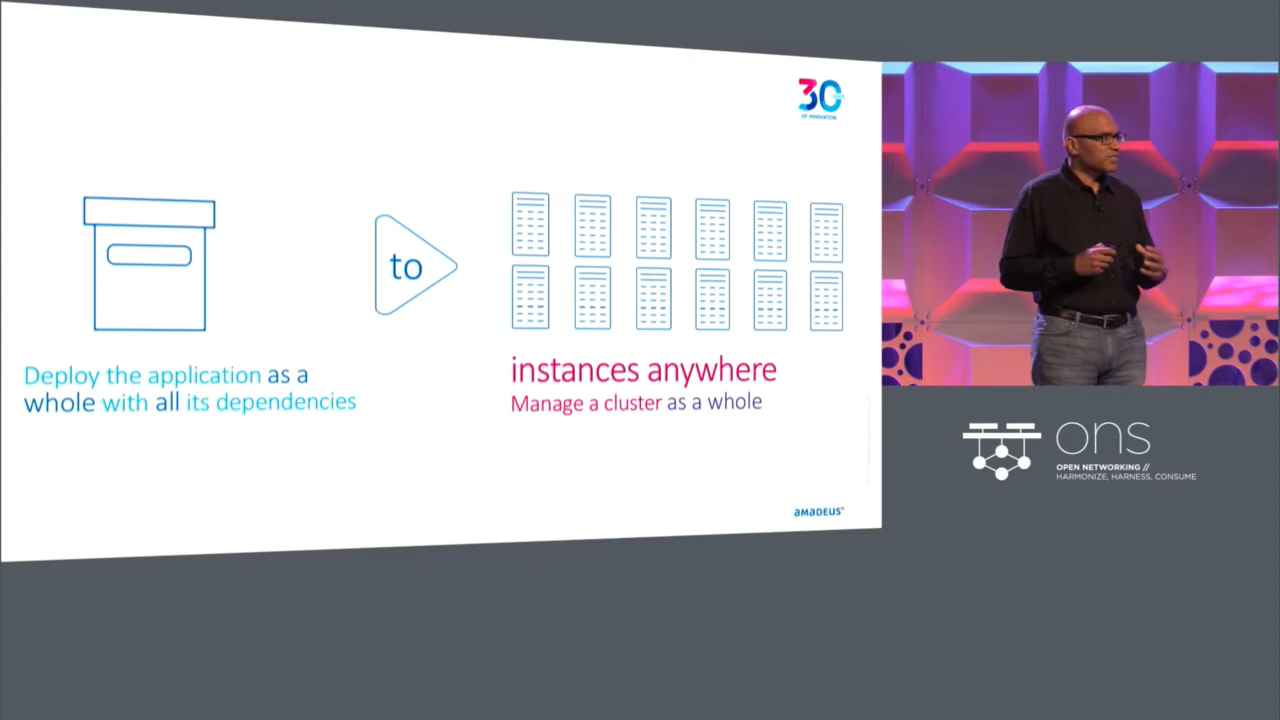 30
OF INNOVATION
to
Deploy the application as a
whole with all its dependencies
instances anywhere
Manage a cluster as a whole
aMaDEUS
ons
OPEN NETWORKING //
HARMONIZE, HARNESS, CONSUME